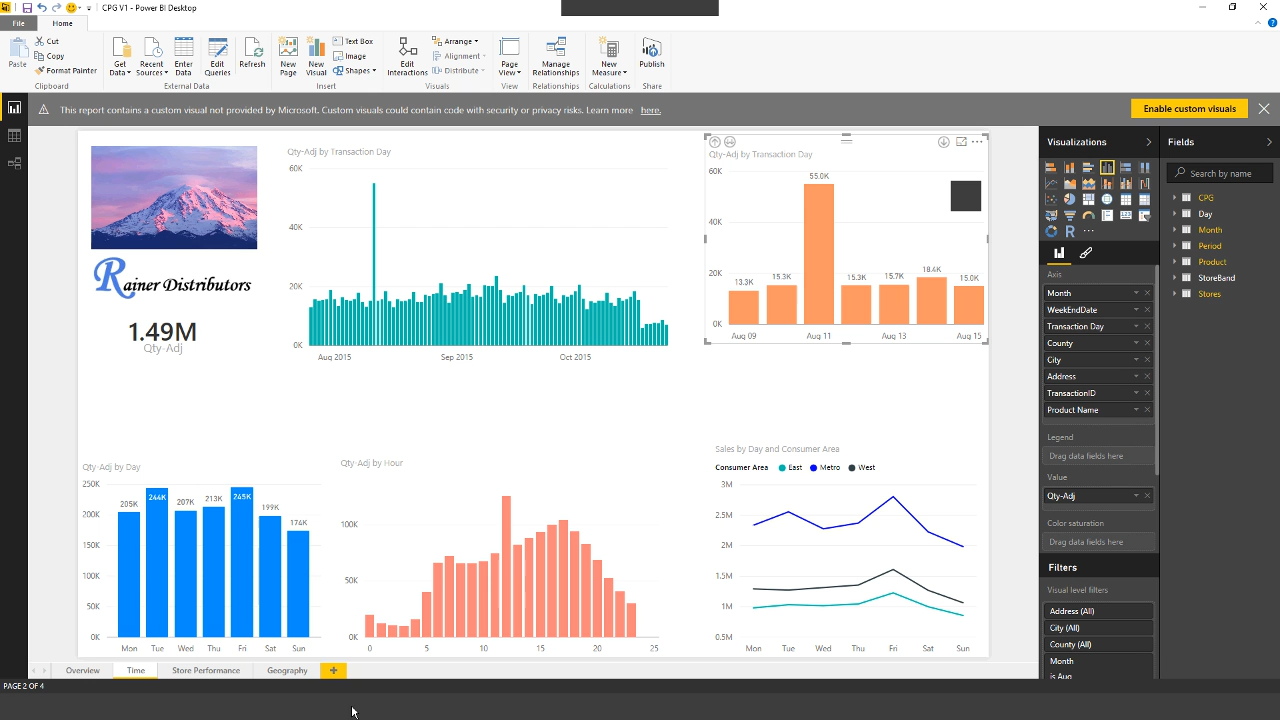 CPG V1 - Power BI Desktop
File
Home
Paste
Cut
Copy
Format Painter
Clipboard
Get Data
Recent Sources
Enter Data
Edit Queries
Refresh
External Data
New Page
New Visual
Text Box
Image
Shapes
Insert
Edit Interactions
Arrange
Alignment
Distribute
Visuals
Page View
View
Manage Relationships
Relationships
New Measure
Calculations
Publish
Share
This report contains a custom visual not provided by Microsoft. Custom visuals could contain code with security or privacy risks. Learn more here.
Enable custom visuals
Rainer Distributors
1.49M
Qty-Adj
Qty-Adj by Transaction Day
60K
40K
20K
0K
Aug 2015 Sep 2015 Oct 2015
Qty-Adj by Transaction Day
60K
40K
20K
0K
13.3K 15.3K 55.0K 15.3K 15.7K 18.4K 15.0K
Aug 09 Aug 11 Aug 13 Aug 15
Qty-Adj by Day
250K
200K
150K
100K
50K
0K
205K 244K 207K 213K 245K 199K 174K
Mon Tue Wed Thu Fri Sat Sun
Qty-Adj by Hour
100K
50K
0K
0 5 10 15 20 25
Sales by Day and Consumer Area
Consumer Area East Metro West
3M
2.5M
2M
1.5M
1M
0.5M
Mon Tue Wed Thu Fri Sat Sun
Visualizations
R
Axis
Month
WeekEndDate
Transaction Day
County
City
Address
TransactionID
Product Name
Legend
Drag data fields here
Value
Qty-Adj
Color saturation
Drag data fields here
Filters
Visual level filters
Address (All)
City (All)
County (All)
Month
is Aug
Fields
Search by name
CPG
Day
Month
Period
Product
StoreBand
Stores
Overview
Time
Store Performance
Geography
PAGE 2 OF 4